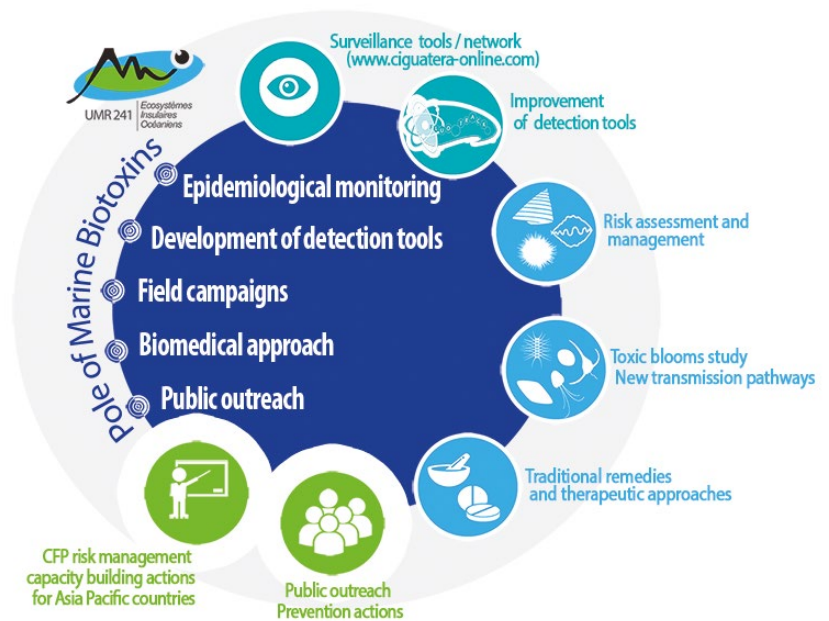 Surveillance tools / network
(www.ciguatera-online.com)
UMR 241
Ecosystèmes
Insulaires
Océaniens
Improvement
of detection tools
Pole of Marine Biotoxins
Epidemiological monitoring
Development of detection tools
Field campaigns
Biomedical approach
Public outreach
Risk assessment and
management
Toxic blooms study
New transmission pathways
Traditional remedies
and therapeutic approaches
Public outreach
Prevention actions
CFP risk management
capacity building actions
for Asia Pacific countries